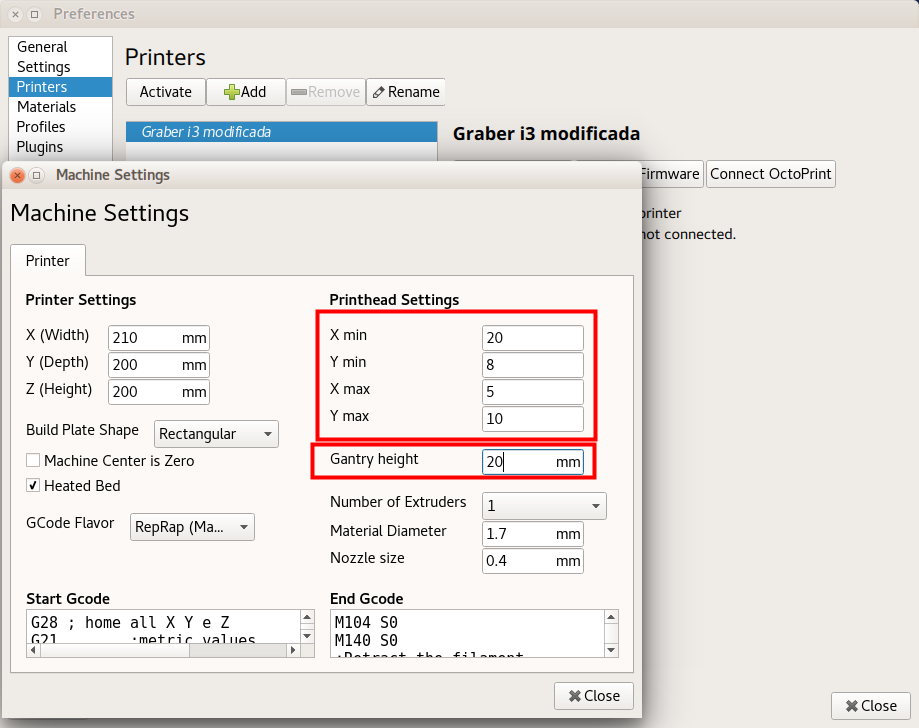 Preferences
General
Settings
Printers
Materials
Profiles
Plugins
Printers
Activate Add Remove Rename
Graber i3 modificada
Graber i3 modificada
Firmware Connect OctoPrint
printer
not connected.
Machine Settings
Machine Settings
Printer
Printer Settings
X (Width) 210 mm
Y (Depth) 200 mm
Z (Height) 200 mm
Build Plate Shape Rectangular
Machine Center is Zero
Heated Bed
GCode Flavor RepRap (Ma...
Printhead Settings
X min 20
Y min 8
X max 5
Y max 10
Gantry height 20 mm
Number of Extruders 1
Material Diameter 1.7 mm
Nozzle size 0.4 mm
Start Gcode
G28 ; home all X Y e Z
G21 ;metric values
End Gcode
M104 S0
M140 S0
;Retract the filament
Close
Close